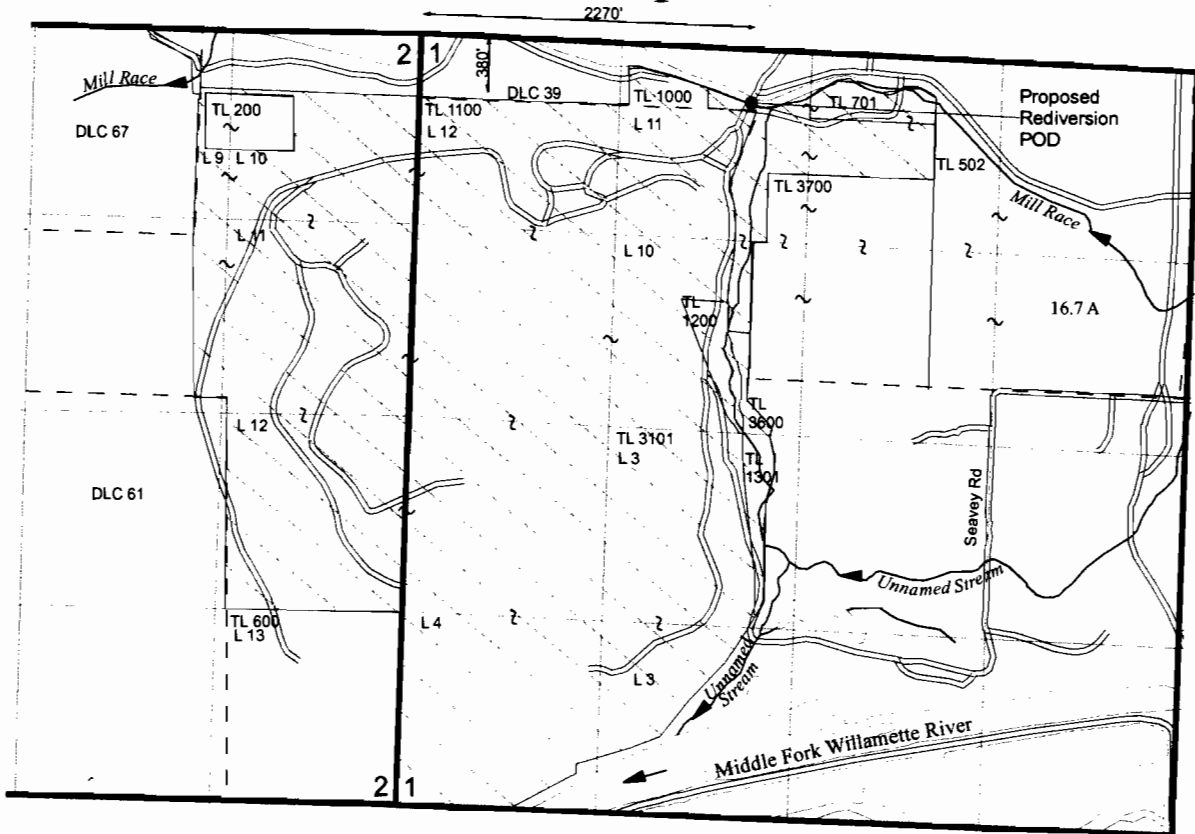 2270'
2
1
380'
Mill Race
DLC 39
TL 200
TL 1100
L 12
TL 1000
L 11
TL 701
Proposed
Rediversion
POD
DLC 67
L 9
L 10
TL 502
TL 3700
Mill Race
L 11
L 10
TL
1200
16.7 A
L 12
TL 3101
L 3
TL
3600
TL
1301
DLC 61
Seavey Rd
Unnamed Stream
TL 600
L 13
L 4
L 3
Unnamed
Stream
Middle Fork Willamette River
2
1